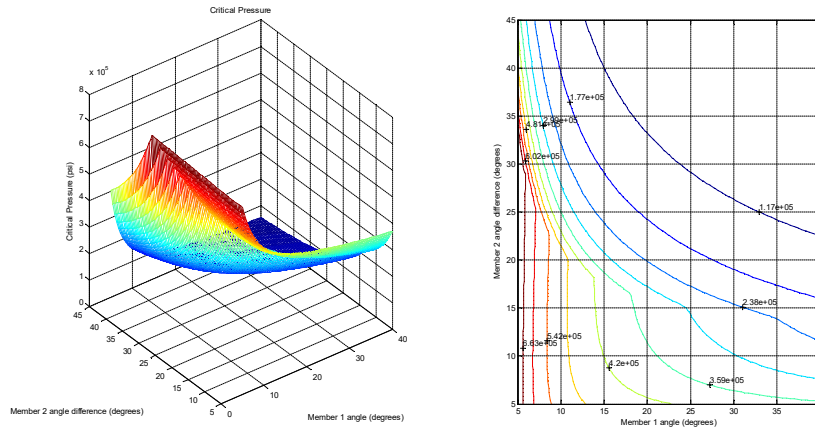 Critical Pressure
x 10^5
8
7
6
5
4
3
2
1
0
Critical Pressure (psi)
45
40
35
30
25
20
15
10
5
Member 2 angle difference (degrees)
0
10
20
30
40
Member 1 angle (degrees)
45
40
35
30
25
20
15
10
5
Member 2 angle difference (degrees)
1.77e+05
2.99e+05
4.81e+05
6.02e+05
1.17e+05
2.38e+05
5.42e+05
6.63e+05
4.2e+05
3.59e+05
5
10
15
20
25
30
35
Member 1 angle (degrees)